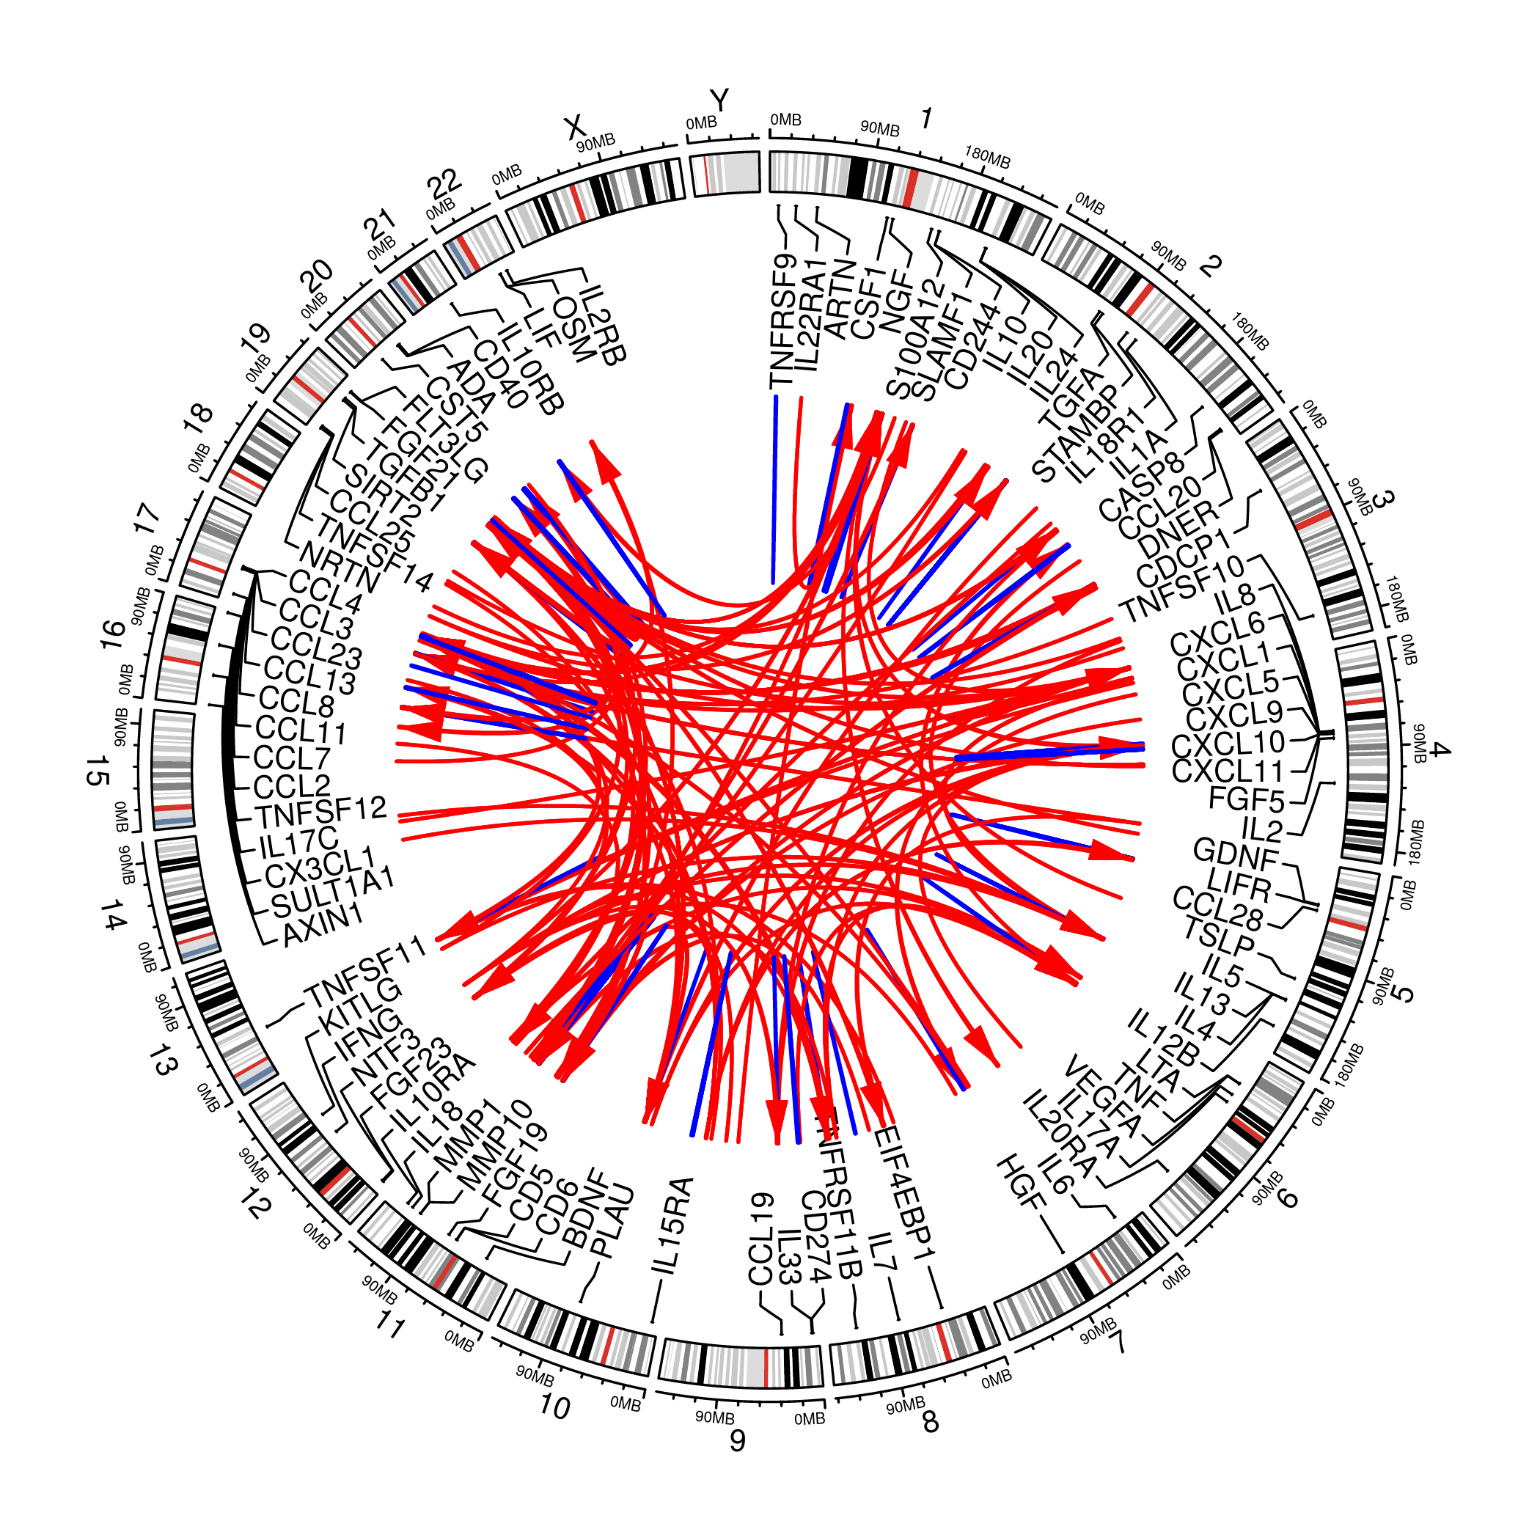 1
0MB
90MB
180MB
2
0MB
90MB
180MB
3
0MB
90MB
180MB
4
0MB
90MB
180MB
5
0MB
90MB
180MB
6
0MB
90MB
7
0MB
90MB
8
0MB
90MB
9
0MB
90MB
10
0MB
90MB
11
0MB
90MB
12
0MB
90MB
13
0MB
90MB
14
0MB
90MB
15
0MB
90MB
16
0MB
90MB
17
0MB
18
0MB
19
0MB
20
0MB
21
0MB
22
0MB
X
0MB
90MB
Y
0MB
TNFRSF9
IL22RA1
ARTN
CSF1
NGF
S100A12
SLAMF1
CD244
IL10
IL20
IL24
TGFA
STAMBP
IL18R1
IL1A
CASP8
CCL20
DNER
CDCP1
TNFSF10
IL8
CXCL6
CXCL1
CXCL5
CXCL9
CXCL10
CXCL11
FGF5
IL2
GDNF
LIFR
CCL28
TSLP
IL5
IL13
IL4
IL12B
LTA
TNF
VEGFA
IL17A
IL20RA
IL6
HGF
EIF4EBP1
IL7
TNFRSF11B
CD274
IL33
CCL19
IL15RA
PLAU
BDNF
CD6
CD5
FGF19
MMP10
MMP1
IL18
IL10RA
FGF23
NTF3
IFNG
KITLG
TNFSF11
AXIN1
SULT1A1
CX3CL1
IL17C
TNFSF12
CCL2
CCL7
CCL11
CCL8
CCL13
CCL23
CCL3
CCL4
NRTN
TNFSF14
CCL25
SIRT2
TGFB1
FGF21
FLT3LG
CST5
ADA
CD40
IL10RB
LIF
OSM
IL2RB